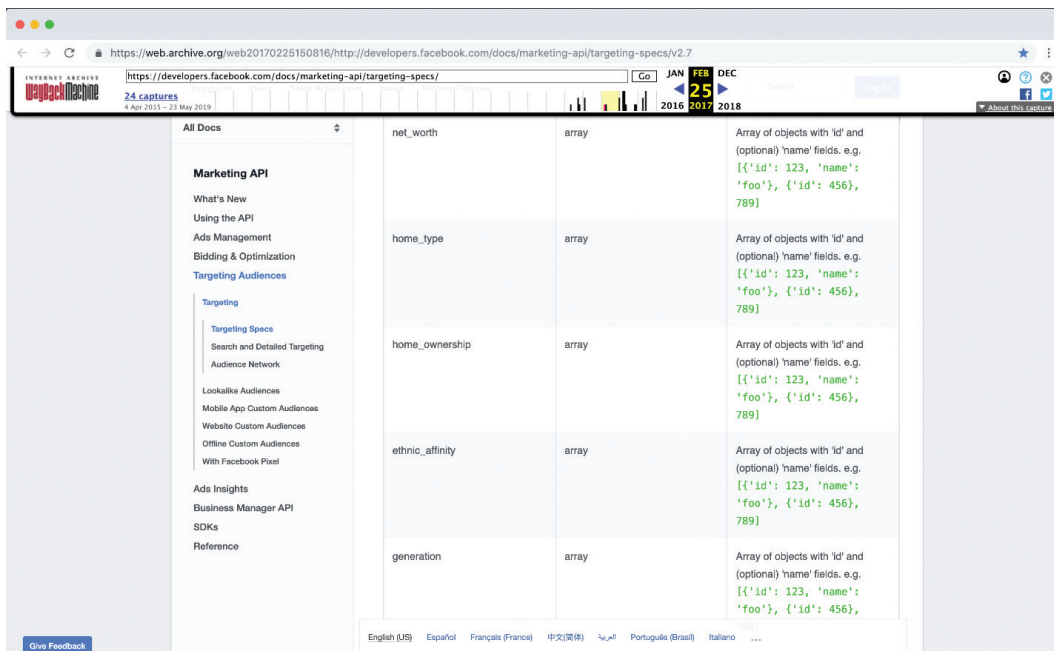 https://web.archive.org/web20170225150816/http://developers.facebook.com/docs/marketing-api/targeting-specs/v2.7
INTERNET ARCHIVE
WayBackMachine
https://developers.facebook.com/docs/marketing-api/targeting-specs/
Go
JAN FEB DEC
24 captures
25
4 Apr 2015 – 23 May 2019
2016 2017 2018
About this capture
All Docs
Marketing API
What's New
Using the API
Ads Management
Bidding & Optimization
Targeting Audiences
Targeting
Targeting Specs
Search and Detailed Targeting
Audience Network
Lookalike Audiences
Mobile App Custom Audiences
Website Custom Audiences
Offline Custom Audiences
With Facebook Pixel
Ads Insights
Business Manager API
SDKs
Reference
net_worth array Array of objects with 'id' and
(optional) 'name' fields. e.g.
[{'id': 123, 'name':
'foo'}, {'id': 456},
789]
home_type array Array of objects with 'id' and
(optional) 'name' fields. e.g.
[{'id': 123, 'name':
'foo'}, {'id': 456},
789]
home_ownership array Array of objects with 'id' and
(optional) 'name' fields. e.g.
[{'id': 123, 'name':
'foo'}, {'id': 456},
789]
ethnic_affinity array Array of objects with 'id' and
(optional) 'name' fields. e.g.
[{'id': 123, 'name':
'foo'}, {'id': 456},
789]
generation array Array of objects with 'id' and
(optional) 'name' fields. e.g.
[{'id': 123, 'name':
'foo'}, {'id': 456},
English (US) Español Français (France) 中文(简体) العربية Português (Brasil) Italiano ...
Give Feedback